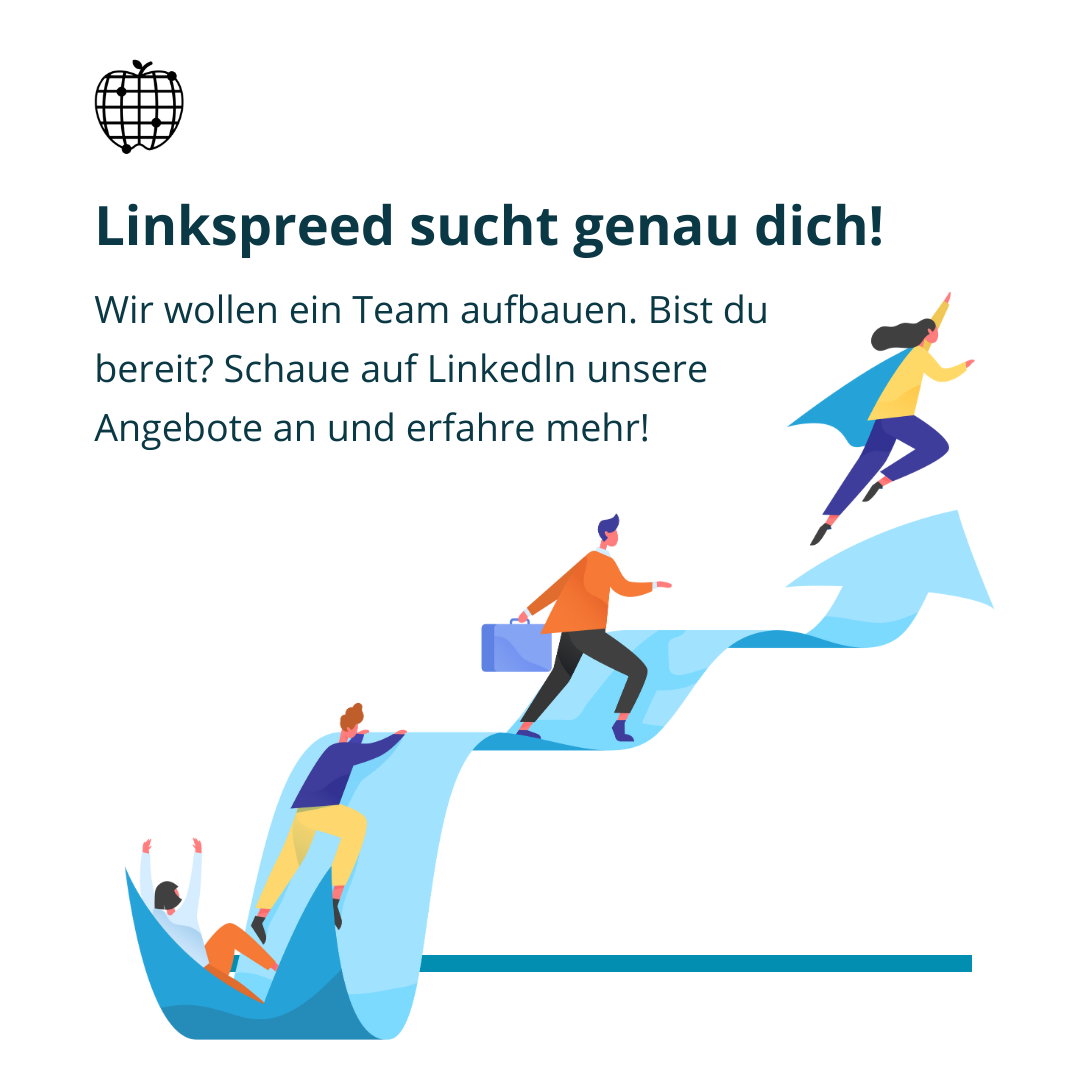 Linkspreed sucht genau dich!
Wir wollen ein Team aufbauen. Bist du
bereit? Schaue auf LinkedIn unsere
Angebote an und erfahre mehr!